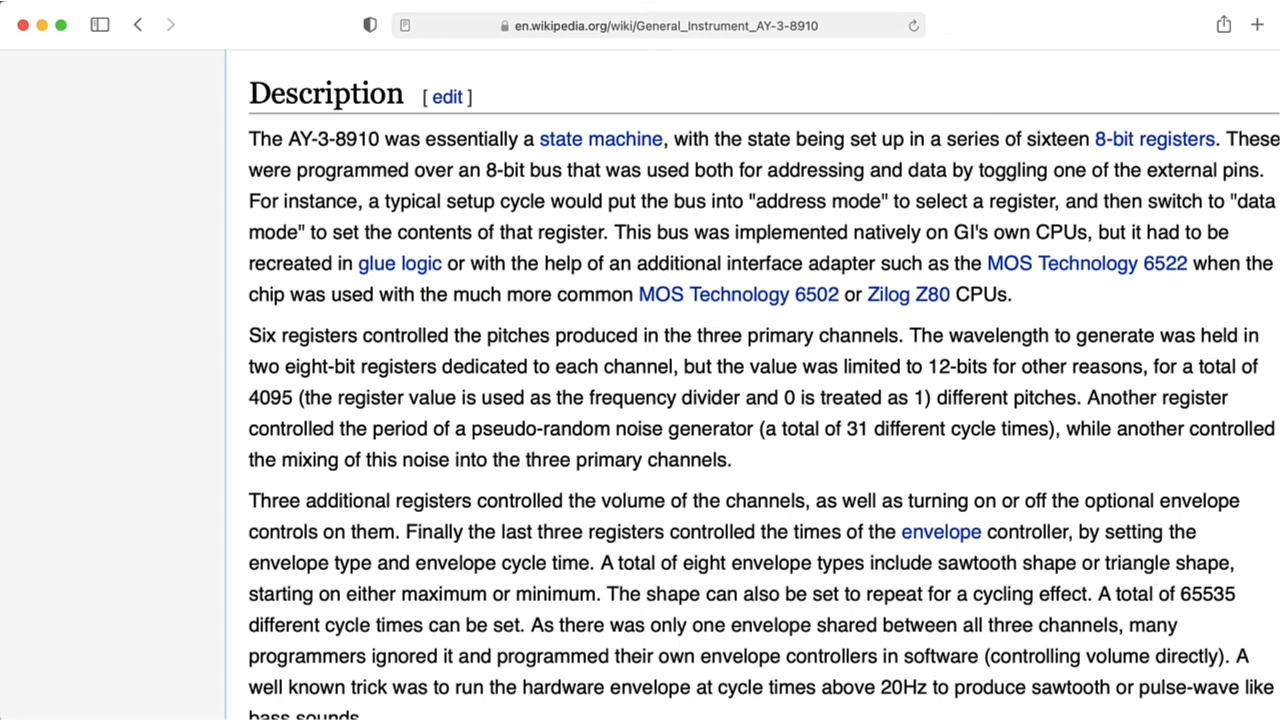 en.wikipedia.org/wiki/General_Instrument_AY-3-8910
Description [ edit ]
The AY-3-8910 was essentially a state machine, with the state being set up in a series of sixteen 8-bit registers. These
were programmed over an 8-bit bus that was used both for addressing and data by toggling one of the external pins.
For instance, a typical setup cycle would put the bus into "address mode" to select a register, and then switch to "data
mode" to set the contents of that register. This bus was implemented natively on GI's own CPUs, but it had to be
recreated in glue logic or with the help of an additional interface adapter such as the MOS Technology 6522 when the
chip was used with the much more common MOS Technology 6502 or Zilog Z80 CPUs.
Six registers controlled the pitches produced in the three primary channels. The wavelength to generate was held in
two eight-bit registers dedicated to each channel, but the value was limited to 12-bits for other reasons, for a total of
4095 (the register value is used as the frequency divider and 0 is treated as 1) different pitches. Another register
controlled the period of a pseudo-random noise generator (a total of 31 different cycle times), while another controlled
the mixing of this noise into the three primary channels.
Three additional registers controlled the volume of the channels, as well as turning on or off the optional envelope
controls on them. Finally the last three registers controlled the times of the envelope controller, by setting the
envelope type and envelope cycle time. A total of eight envelope types include sawtooth shape or triangle shape,
starting on either maximum or minimum. The shape can also be set to repeat for a cycling effect. A total of 65535
different cycle times can be set. As there was only one envelope shared between all three channels, many
programmers ignored it and programmed their own envelope controllers in software (controlling volume directly). A
well known trick was to run the hardware envelope at cycle times above 20Hz to produce sawtooth or pulse-wave like
bass sounds.